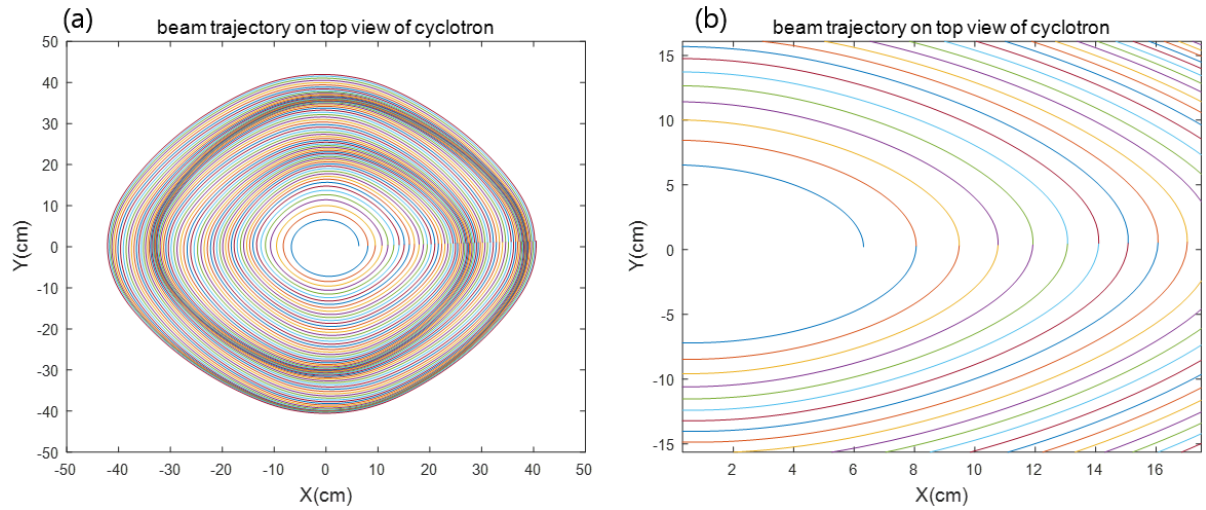 (a)
beam trajectory on top view of cyclotron
50
40
30
20
10
0
-10
-20
-30
-40
-50
Y(cm)
-50 -40 -30 -20 -10 0 10 20 30 40 50
X(cm)
(b)
beam trajectory on top view of cyclotron
15
10
5
0
-5
-10
-15
Y(cm)
2 4 6 8 10 12 14 16
X(cm)